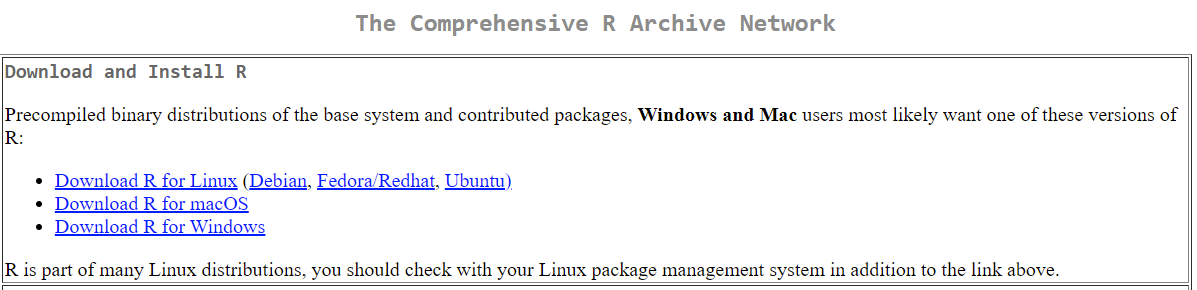 The Comprehensive R Archive Network
Download and Install R
Precompiled binary distributions of the base system and contributed packages, Windows and Mac users most likely want one of these versions of
R:
• Download R for Linux (Debian, Fedora/Redhat, Ubuntu)
• Download R for macOS
• Download R for Windows
R is part of many Linux distributions, you should check with your Linux package management system in addition to the link above.